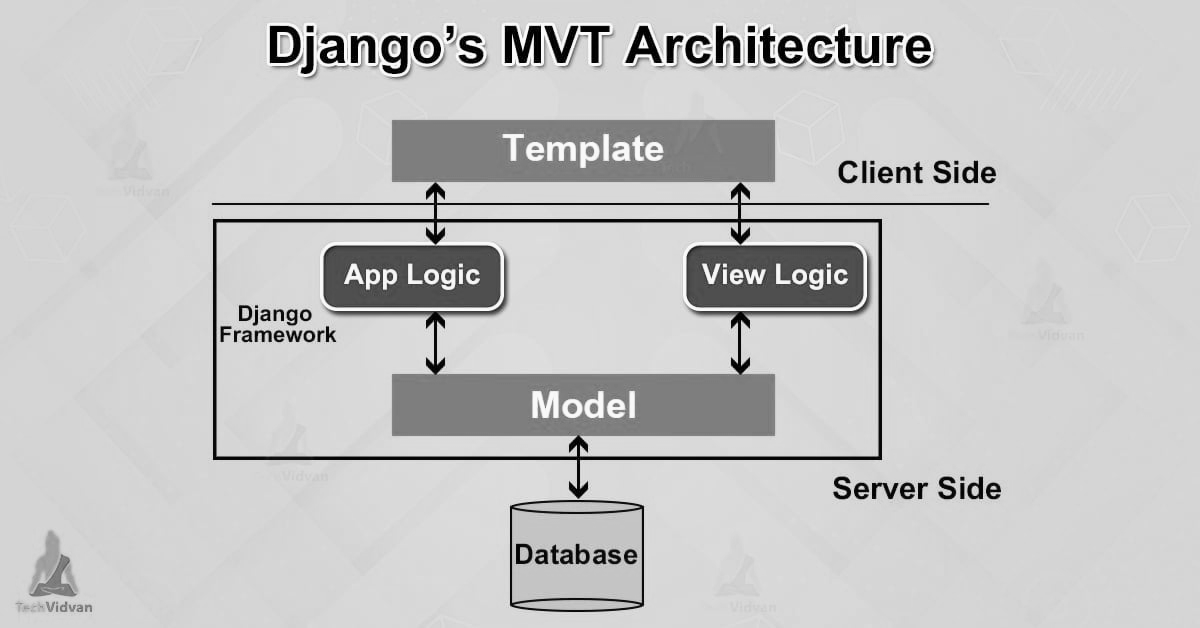 Django's MVT Architecture
Template
Client Side
App Logic
View Logic
Django
Framework
Model
Server Side
Database
TechVidvan